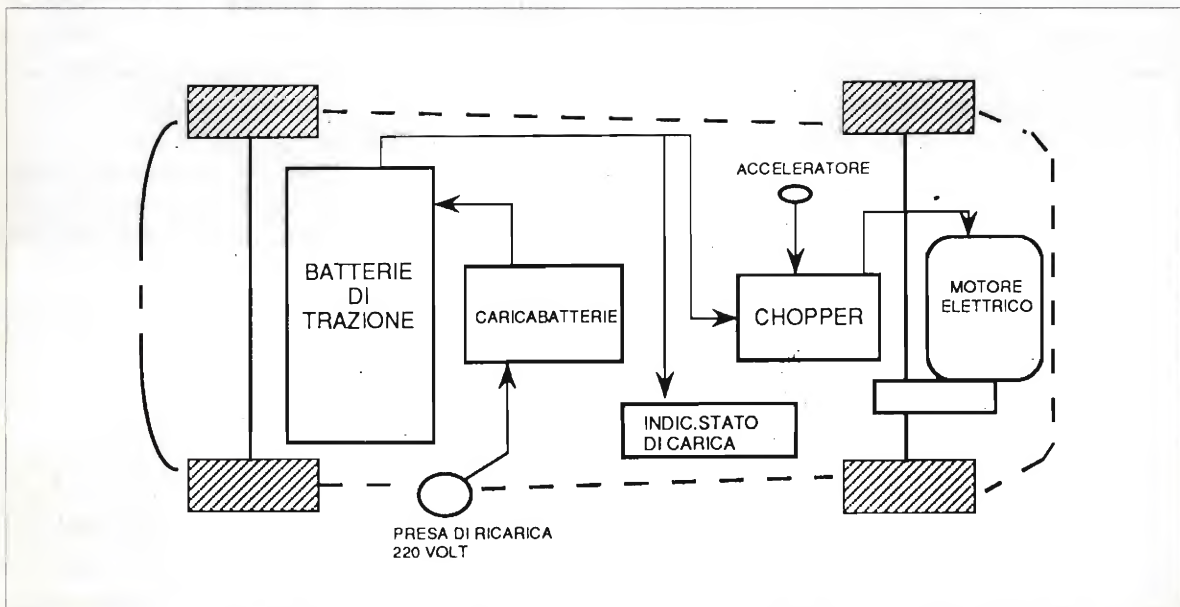 ACCELERATORE
BATTERIE
DI
TRAZIONE
CARICABATTERIE
CHOPPER
MOTORE
ELETTRICO
INDIC.STATO
DI CARICA
PRESA DI RICARICA
220 VOLT